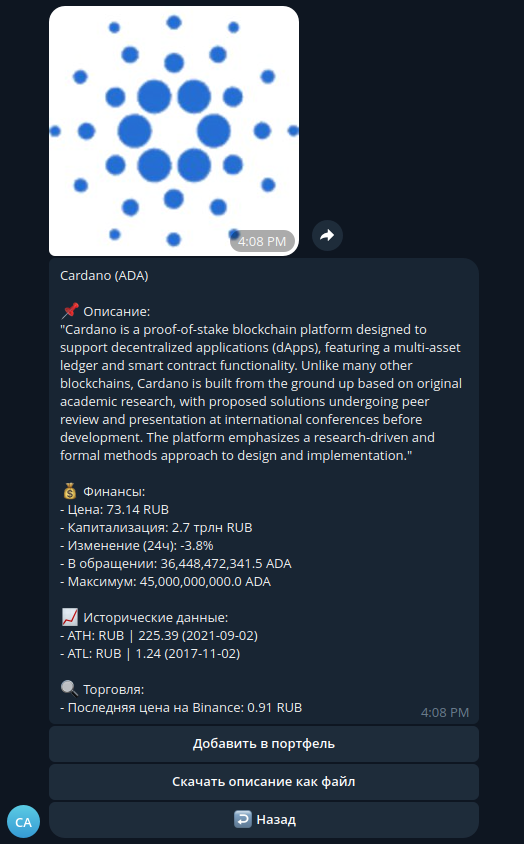 4:08 PM
Cardano (ADA)
📌 Описание:
"Cardano is a proof-of-stake blockchain platform designed to
support decentralized applications (dApps), featuring a multi-asset
ledger and smart contract functionality. Unlike many other
blockchains, Cardano is built from the ground up based on original
academic research, with proposed solutions undergoing peer
review and presentation at international conferences before
development. The platform emphasizes a research-driven and
formal methods approach to design and implementation."
💰 Финансы:
- Цена: 73.14 RUB
- Капитализация: 2.7 трлн RUB
- Изменение (24ч): -3.8%
- В обращении: 36,448,472,341.5 ADA
- Максимум: 45,000,000,000.0 ADA
📈 Исторические данные:
- ATH: RUB | 225.39 (2021-09-02)
- ATL: RUB | 1.24 (2017-11-02)
🔍 Торговля:
- Последняя цена на Binance: 0.91 RUB
4:08 PM
Добавить в портфель
Скачать описание как файл
↩️ Назад
CA